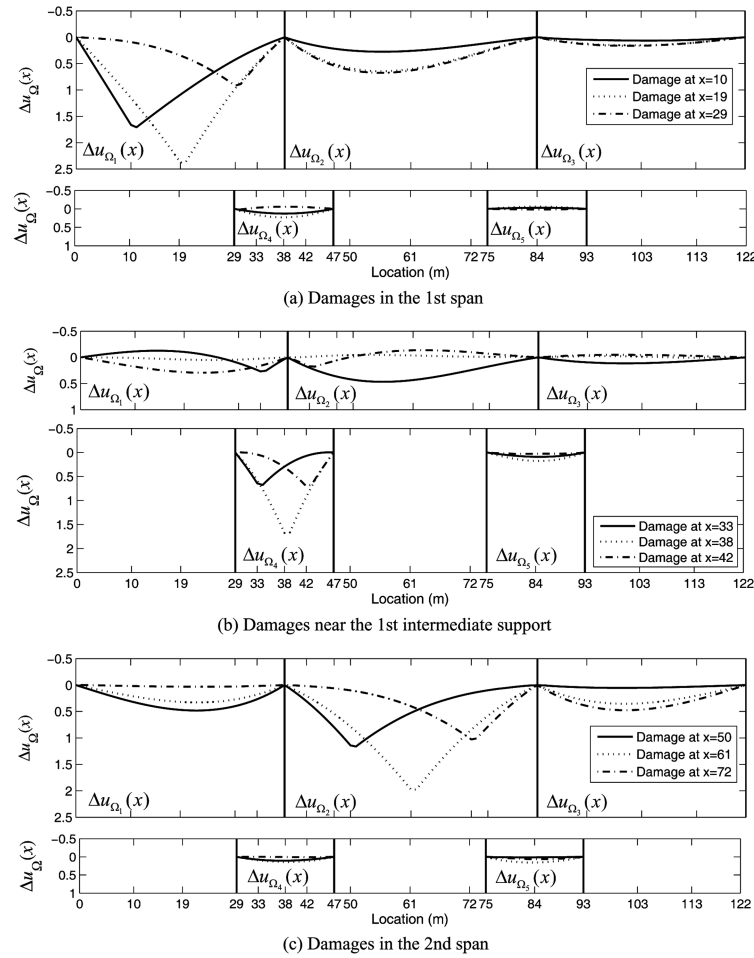 −0.5
0
0.5
1
1.5
2
2.5
Δu_Ω(x)
Damage at x=10
Damage at x=19
Damage at x=29
Δu_Ω₁(x)
Δu_Ω₂(x)
Δu_Ω₃(x)
−0.5
0
1
Δu_Ω(x)
Δu_Ω₄(x)
Δu_Ω₅(x)
0 10 19 29 33 38 42 47 50 61 72 75 84 93 103 122
Location (m)
(a) Damages in the 1st span
−0.5
0
0.5
1
Δu_Ω(x)
Δu_Ω₁(x)
Δu_Ω₂(x)
Δu_Ω₃(x)
−0.5
0
0.5
1
1.5
2
2.5
Δu_Ω(x)
Δu_Ω₄(x)
Δu_Ω₅(x)
Damage at x=33
Damage at x=38
Damage at x=42
0 10 19 29 33 38 42 47 50 61 72 75 84 93 103 122
Location (m)
(b) Damages near the 1st intermediate support
−0.5
0
0.5
1
1.5
2
2.5
Δu_Ω(x)
Damage at x=50
Damage at x=61
Damage at x=72
Δu_Ω₁(x)
Δu_Ω₂(x)
Δu_Ω₃(x)
−0.5
0
1
Δu_Ω(x)
Δu_Ω₄(x)
Δu_Ω₅(x)
0 10 19 29 33 38 42 47 50 61 72 75 84 93 103 122
Location (m)
(c) Damages in the 2nd span